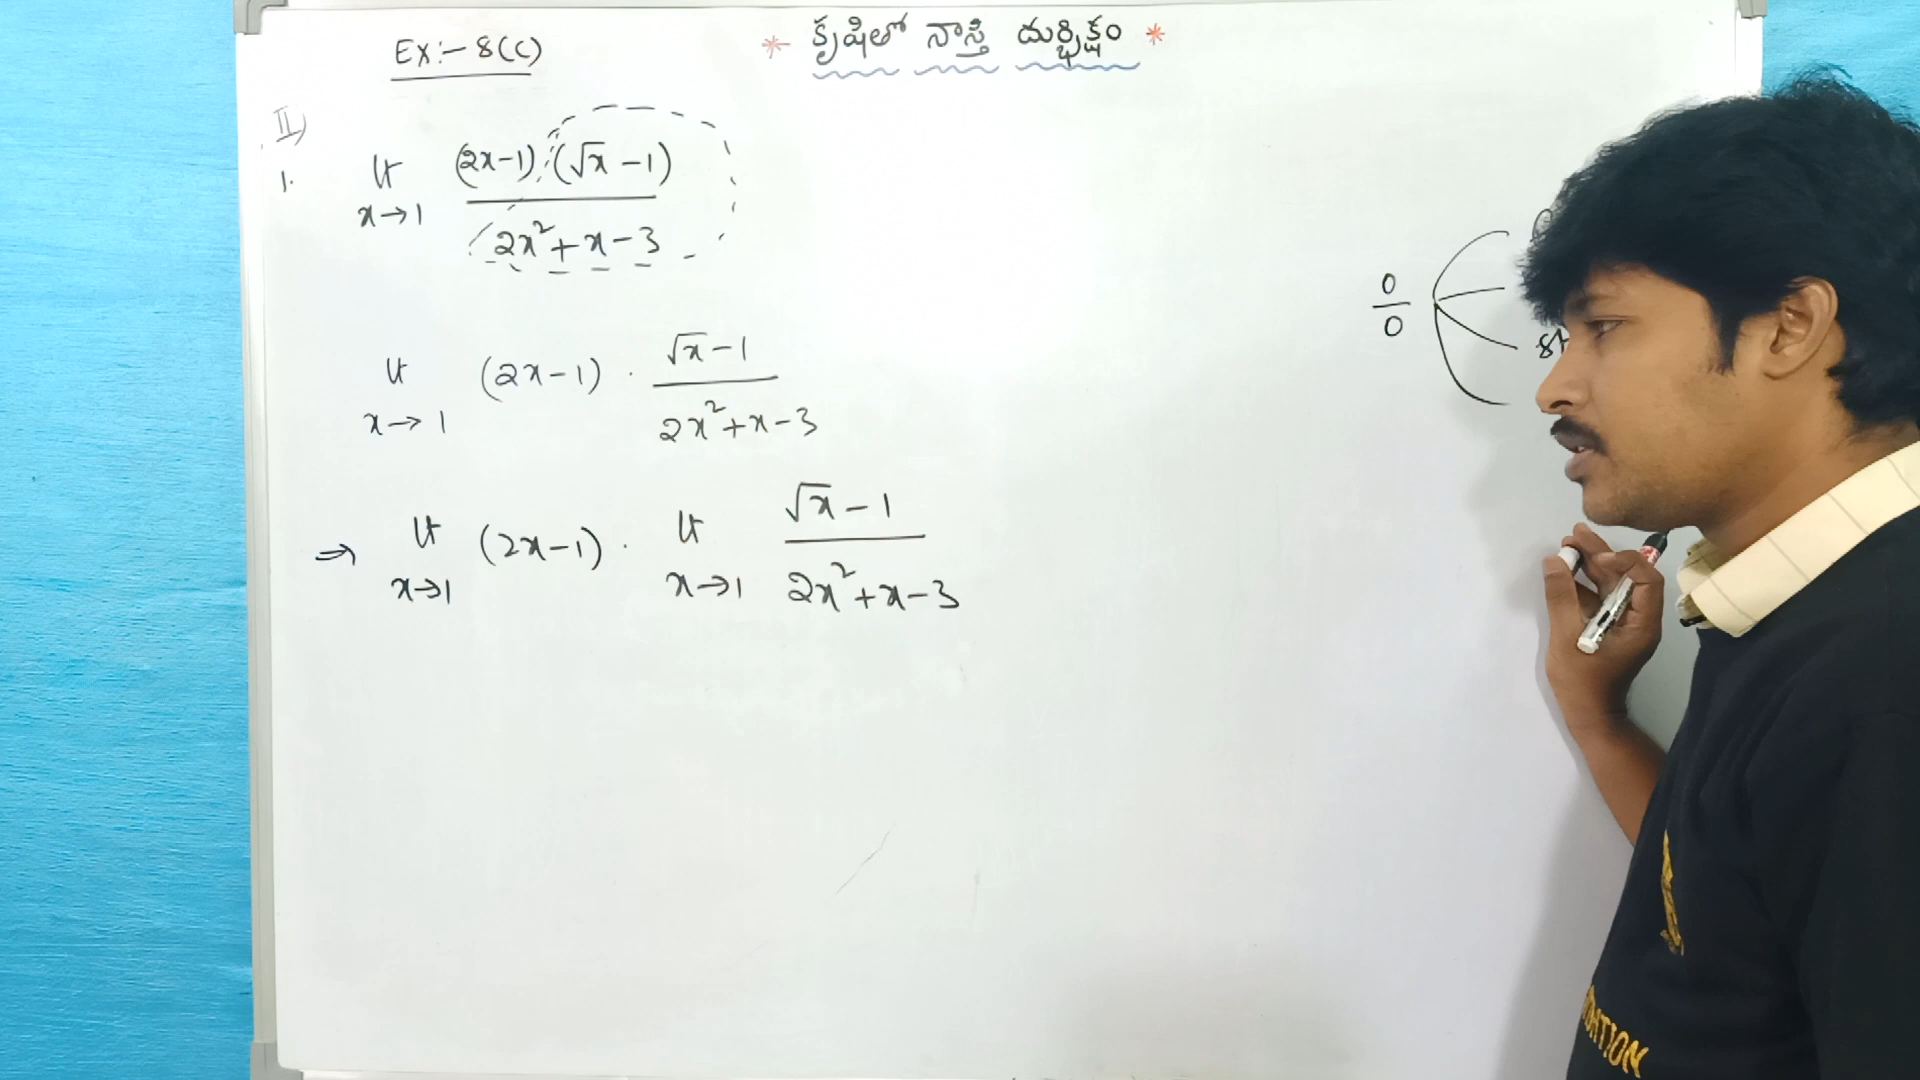 Ex:- 8(c)
* కృషితో నాస్తి దుర్భిక్షం *
II)
1. lt x→1 (2x-1) (√x -1) / 2x²+x-3
lt x→1 (2x-1) · √x-1 / 2x²+x-3
⇒ lt x→1 (2x-1) · lt x→1 √x-1 / 2x²+x-3
0/0